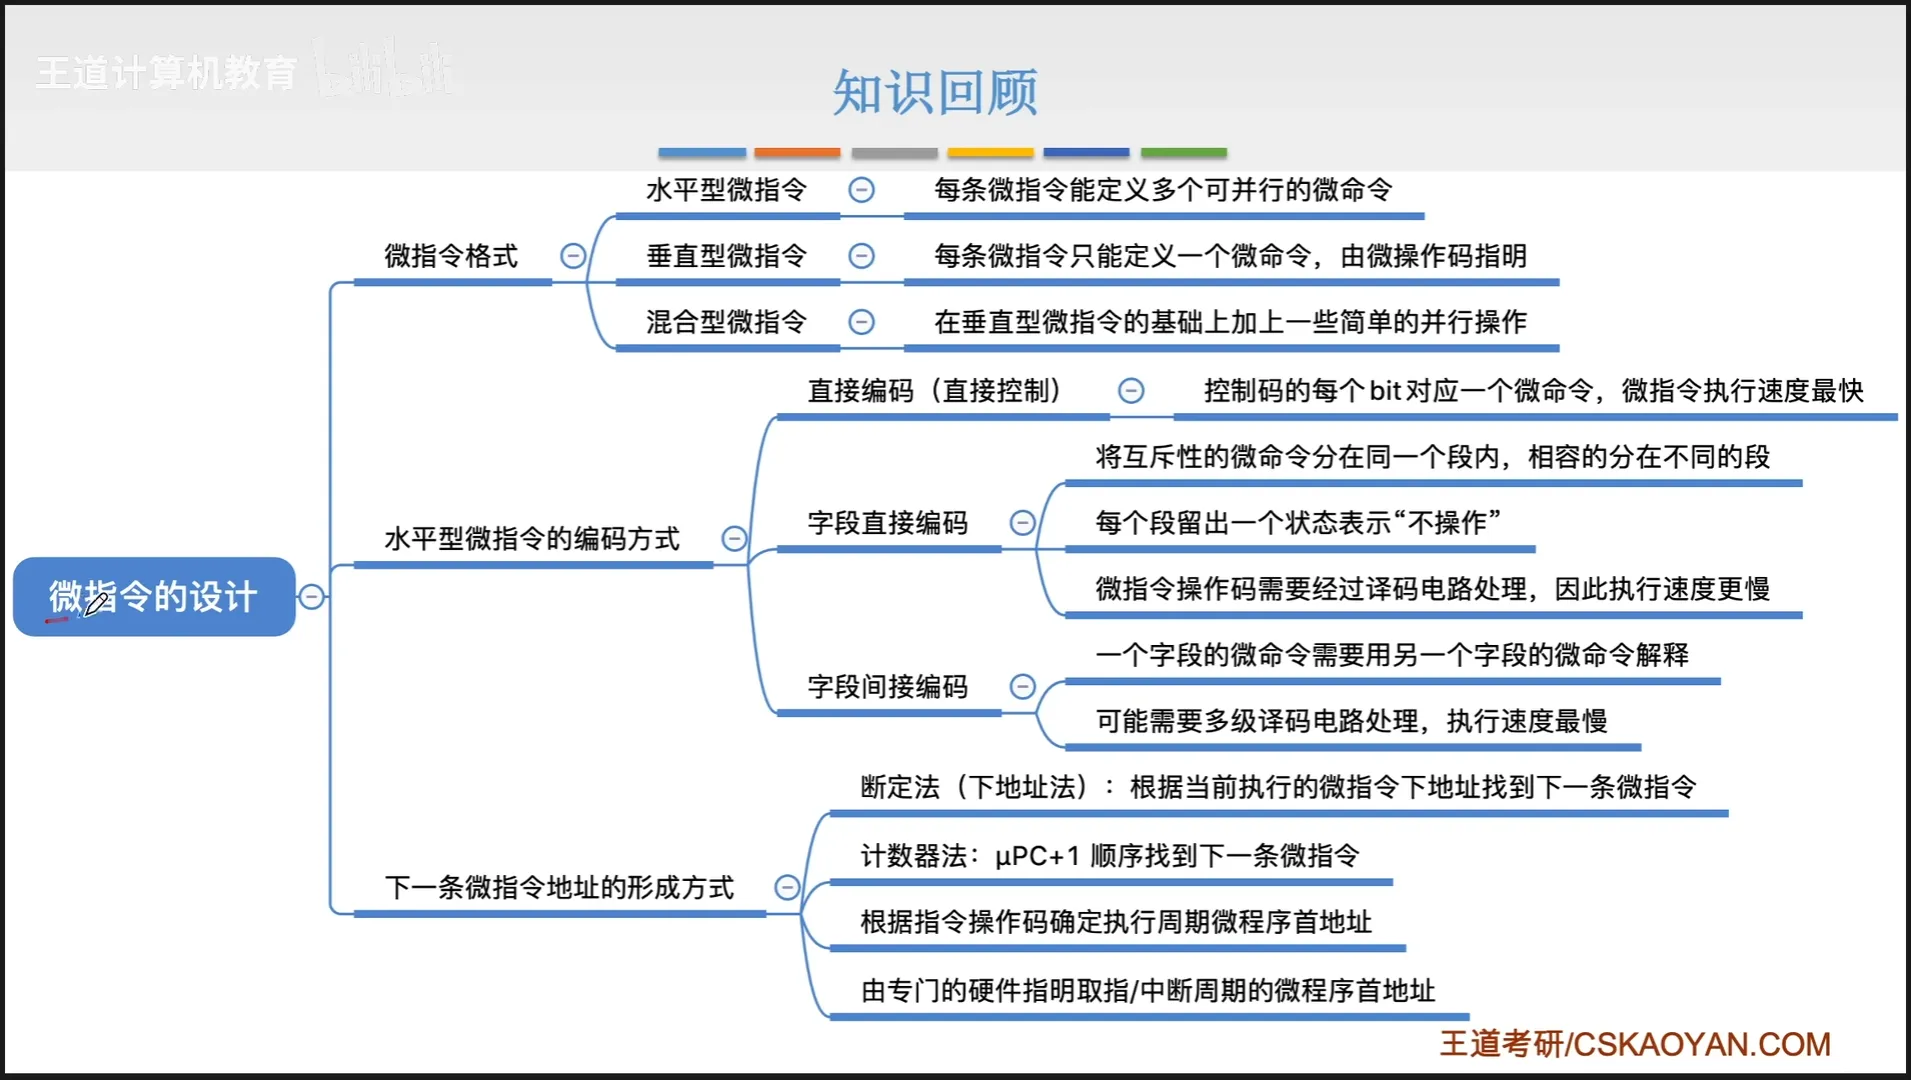 王道计算机教育 bilibili
知识回顾
微指令的设计
微指令格式
水平型微指令
每条微指令能定义多个可并行的微命令
垂直型微指令
每条微指令只能定义一个微命令，由微操作码指明
混合型微指令
在垂直型微指令的基础上加上一些简单的并行操作
水平型微指令的编码方式
直接编码（直接控制）
控制码的每个bit对应一个微命令，微指令执行速度最快
字段直接编码
将互斥性的微命令分在同一个段内，相容的分在不同的段
每个段留出一个状态表示“不操作”
微指令操作码需要经过译码电路处理，因此执行速度更慢
字段间接编码
一个字段的微命令需要用另一个字段的微命令解释
可能需要多级译码电路处理，执行速度最慢
下一条微指令地址的形成方式
断定法（下地址法）：根据当前执行的微指令下地址找到下一条微指令
计数器法：μPC+1 顺序找到下一条微指令
根据指令操作码确定执行周期微程序首地址
由专门的硬件指明取指/中断周期的微程序首地址
王道考研/CSKAOYAN.COM